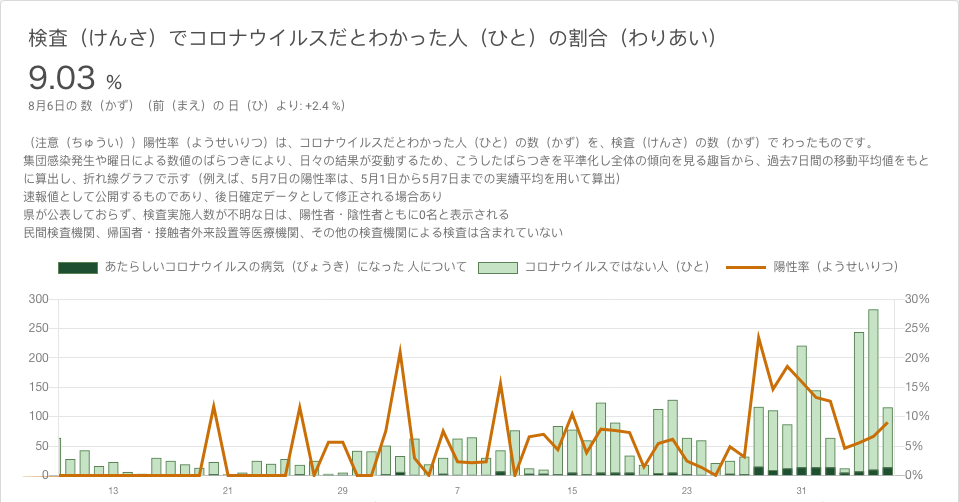 検査（けんさ）でコロナウイルスだとわかった人（ひと）の割合（わりあい）
9.03 %
8月6日の 数（かず）（前（まえ）の 日（ひ）より: +2.4 %）
（注意（ちゅうい））陽性率（ようせいりつ）は、コロナウイルスだとわかった人（ひと）の数（かず）を、検査（けんさ）の数（かず）で わったものです。
集団感染発生や曜日による数値のばらつきにより、日々の結果が変動するため、こうしたばらつきを平準化し全体の傾向を見る趣旨から、過去7日間の移動平均値をもと
に算出し、折れ線グラフで示す（例えば、5月7日の陽性率は、5月1日から5月7日までの実績平均を用いて算出）
速報値として公開するものであり、後日確定データとして修正される場合あり
県が公表しておらず、検査実施人数が不明な日は、陽性者・陰性者ともに0名と表示される
民間検査機関、帰国者・接触者外来設置等医療機関、その他の検査機関による検査は含まれていない
あたらしいコロナウイルスの病気（びょうき）になった 人について コロナウイルスではない人（ひと） 陽性率（ようせいりつ）
300 30%
250 25%
200 20%
150 15%
100 10%
50 5%
0 0%
13 21 29 7 15 23 31